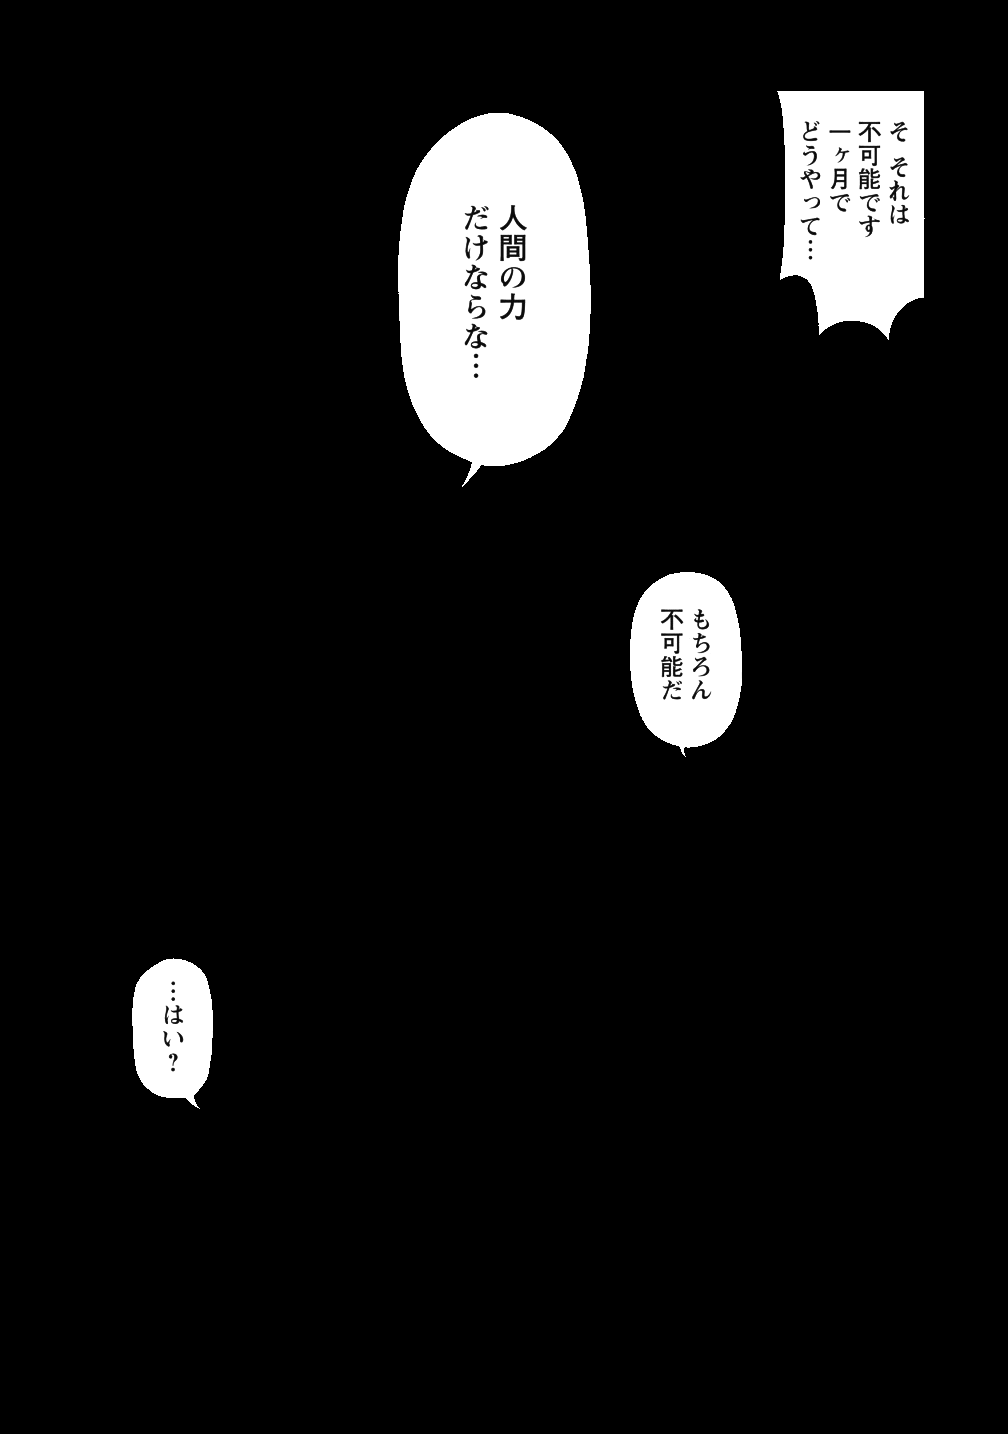 そ それは
不可能です
一ヶ月で
どうやって…
もちろん
不可能だ
人間の力
だけならな…
…はい？